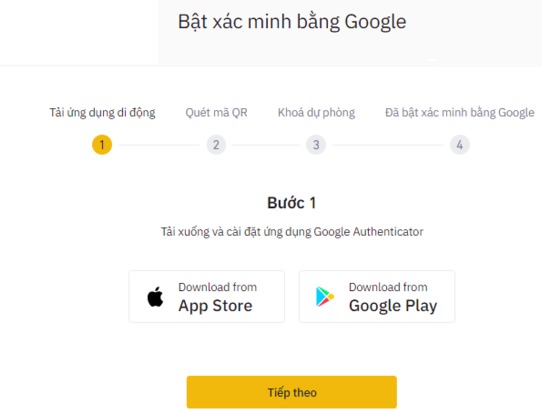 Bật xác minh bằng Google
Tải ứng dụng di động Quét mã QR Khoá dự phòng Đã bật xác minh bằng Google
1 2 3 4
Bước 1
Tải xuống và cài đặt ứng dụng Google Authenticator
Download from Download from
App Store Google Play
Tiếp theo